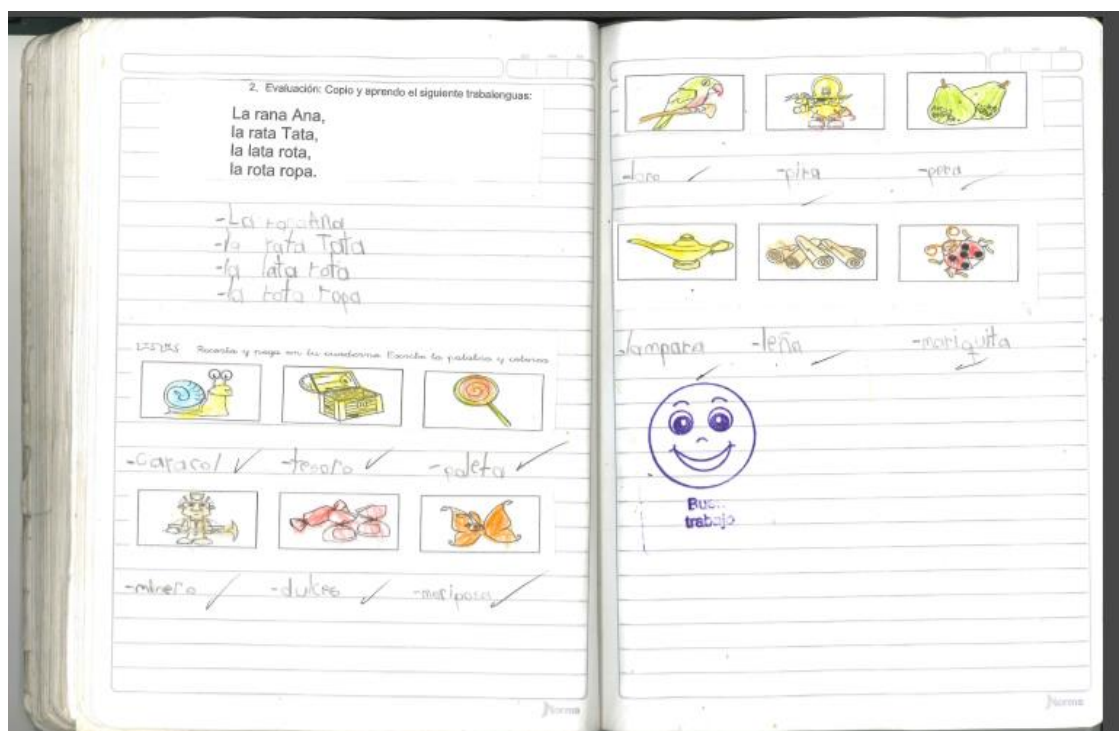 2. Evaluación: Copio y aprendo el siguiente trabalenguas:
La rana Ana,
la rata Tata,
la lata rota,
la rota ropa.
-La Ana
-la rata Tata
-la lata rota
-la rota ropa
Recorta y pega en tu cuaderno. Escribe la palabra y colorea
-caracol -tesoro -paleta
-minero -dulces -mariposa
Norma
-loro -pira -pera
-lampara -leña -mariquita
Buen
trabajo
Norma